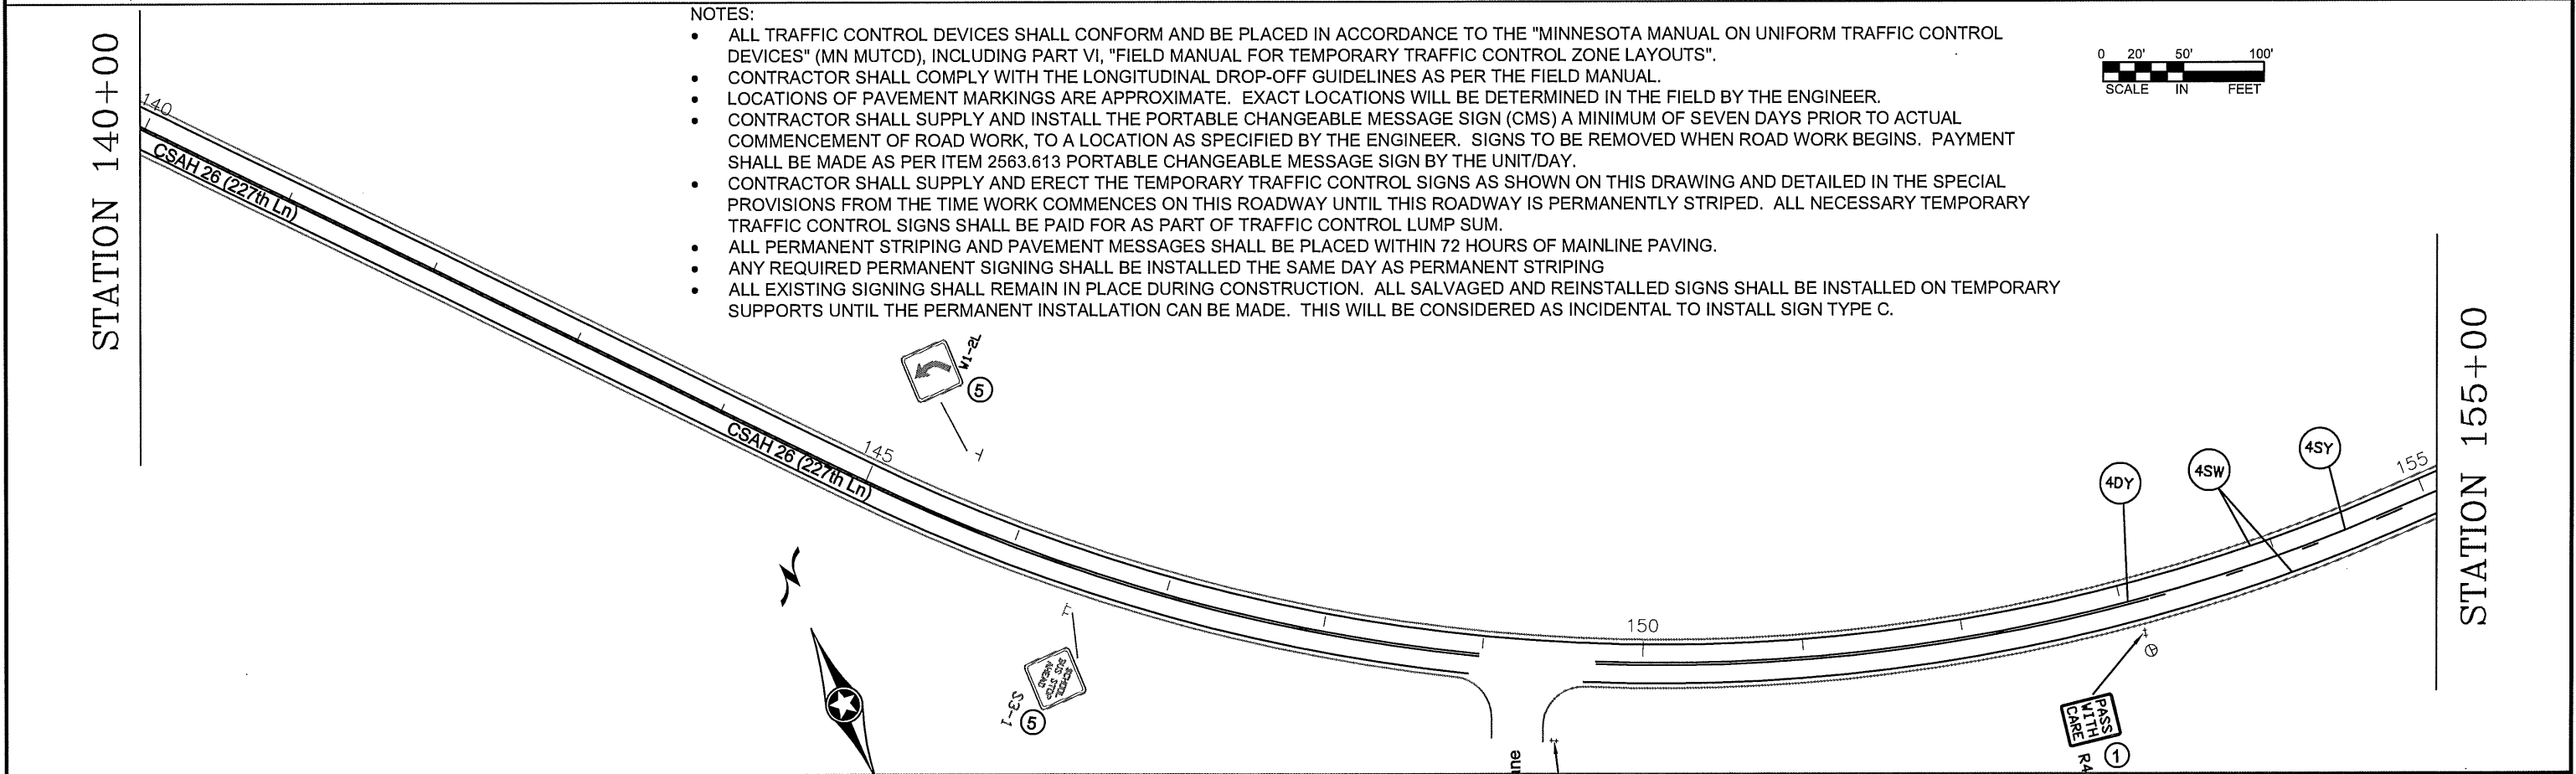 NOTES:
• ALL TRAFFIC CONTROL DEVICES SHALL CONFORM AND BE PLACED IN ACCORDANCE TO THE "MINNESOTA MANUAL ON UNIFORM TRAFFIC CONTROL
DEVICES" (MN MUTCD), INCLUDING PART VI, "FIELD MANUAL FOR TEMPORARY TRAFFIC CONTROL ZONE LAYOUTS".
• CONTRACTOR SHALL COMPLY WITH THE LONGITUDINAL DROP-OFF GUIDELINES AS PER THE FIELD MANUAL.
• LOCATIONS OF PAVEMENT MARKINGS ARE APPROXIMATE. EXACT LOCATIONS WILL BE DETERMINED IN THE FIELD BY THE ENGINEER.
• CONTRACTOR SHALL SUPPLY AND INSTALL THE PORTABLE CHANGEABLE MESSAGE SIGN (CMS) A MINIMUM OF SEVEN DAYS PRIOR TO ACTUAL
COMMENCEMENT OF ROAD WORK, TO A LOCATION AS SPECIFIED BY THE ENGINEER. SIGNS TO BE REMOVED WHEN ROAD WORK BEGINS. PAYMENT
SHALL BE MADE AS PER ITEM 2563.613 PORTABLE CHANGEABLE MESSAGE SIGN BY THE UNIT/DAY.
• CONTRACTOR SHALL SUPPLY AND ERECT THE TEMPORARY TRAFFIC CONTROL SIGNS AS SHOWN ON THIS DRAWING AND DETAILED IN THE SPECIAL
PROVISIONS FROM THE TIME WORK COMMENCES ON THIS ROADWAY UNTIL THIS ROADWAY IS PERMANENTLY STRIPED. ALL NECESSARY TEMPORARY
TRAFFIC CONTROL SIGNS SHALL BE PAID FOR AS PART OF TRAFFIC CONTROL LUMP SUM.
• ALL PERMANENT STRIPING AND PAVEMENT MESSAGES SHALL BE PLACED WITHIN 72 HOURS OF MAINLINE PAVING.
• ANY REQUIRED PERMANENT SIGNING SHALL BE INSTALLED THE SAME DAY AS PERMANENT STRIPING
• ALL EXISTING SIGNING SHALL REMAIN IN PLACE DURING CONSTRUCTION. ALL SALVAGED AND REINSTALLED SIGNS SHALL BE INSTALLED ON TEMPORARY
SUPPORTS UNTIL THE PERMANENT INSTALLATION CAN BE MADE. THIS WILL BE CONSIDERED AS INCIDENTAL TO INSTALL SIGN TYPE C.
0 20' 50' 100'
SCALE IN FEET
STATION 140+00
140
CSAH 26 (227th Ln)
W1-2L
5
CSAH 26 (227th Ln)
145
SCHOOL
BUS STOP
AHEAD
S3-1
5
150
4DY
4SW
4SY
155
STATION 155+00
PASS
WITH
CARE
R4
1
ne